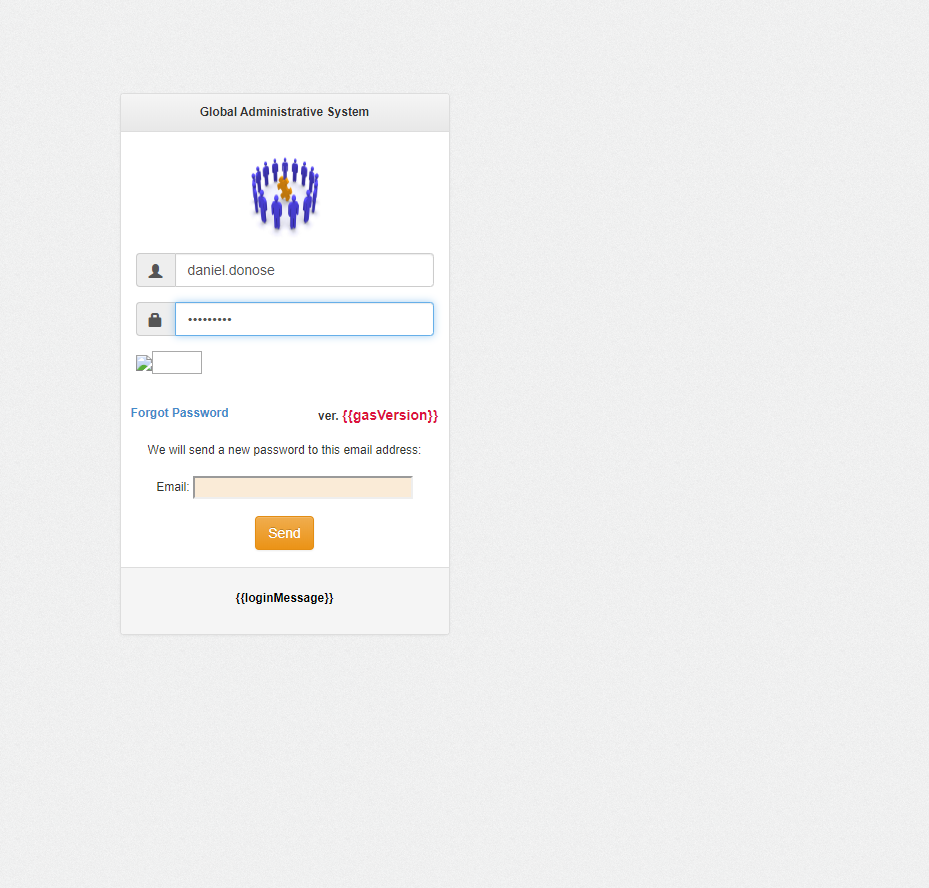 Global Administrative System
daniel.donose
•••••••••
Forgot Password
ver. {{gasVersion}}
We will send a new password to this email address:
Email:
Send
{{loginMessage}}